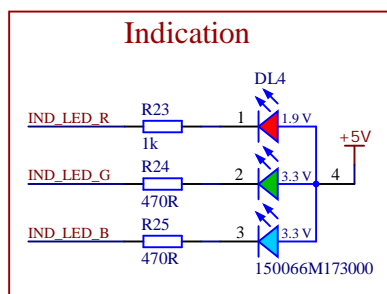 Indication
DL4
IND_LED_R
R23
1k
1
1.9 V
+5V
IND_LED_G
R24
470R
2
3.3 V
4
IND_LED_B
R25
470R
3
3.3 V
150066M173000